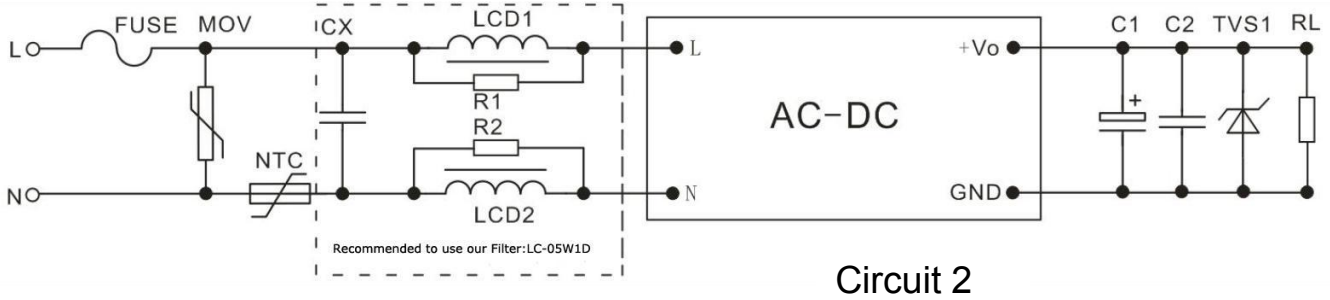 FUSE MOV CX LCD1 C1 C2 TVS1 RL
L L +Vo
R1
AC-DC
+
R2
NTC
N N GND
LCD2
Recommended to use our Filter:LC-05W1D
Circuit 2